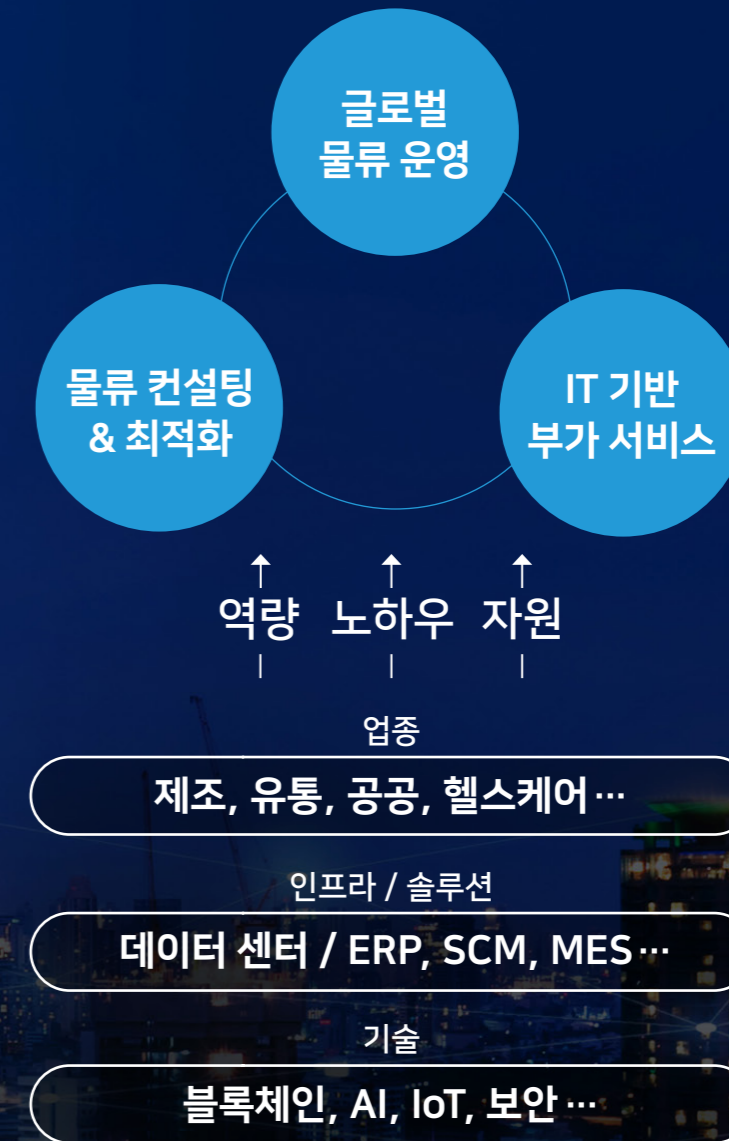 글로벌
물류 운영
물류 컨설팅
& 최적화
IT 기반
부가 서비스
역량 노하우 자원
업종
제조, 유통, 공공, 헬스케어 ···
인프라 / 솔루션
데이터 센터 / ERP, SCM, MES ···
기술
블록체인, AI, IoT, 보안 ···